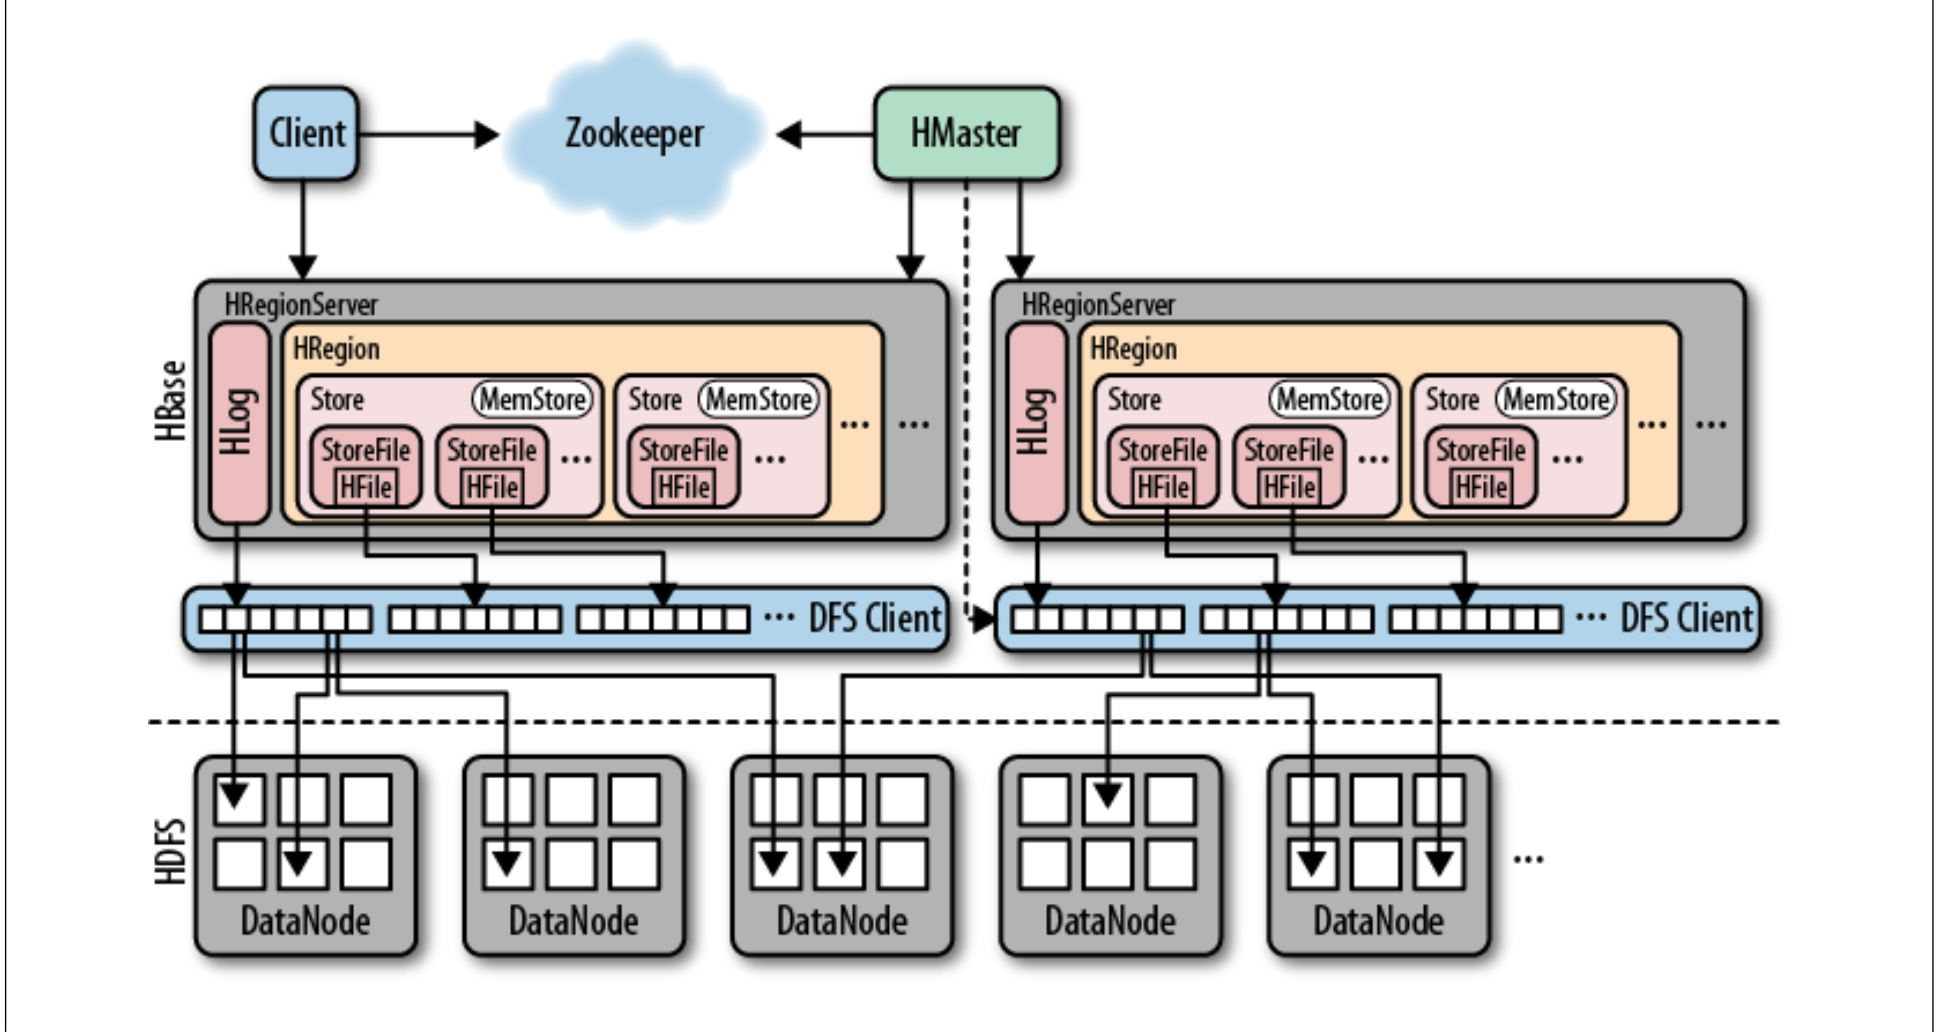 Client
Zookeeper
HMaster
HBase
HRegionServer
HLog
HRegion
Store
MemStore
StoreFile
HFile
StoreFile
HFile
...
Store
MemStore
StoreFile
HFile
...
...
...
HRegionServer
HLog
HRegion
Store
MemStore
StoreFile
HFile
StoreFile
HFile
...
Store
MemStore
StoreFile
HFile
...
...
...
... DFS Client
... DFS Client
HDFS
DataNode
DataNode
DataNode
DataNode
DataNode
...